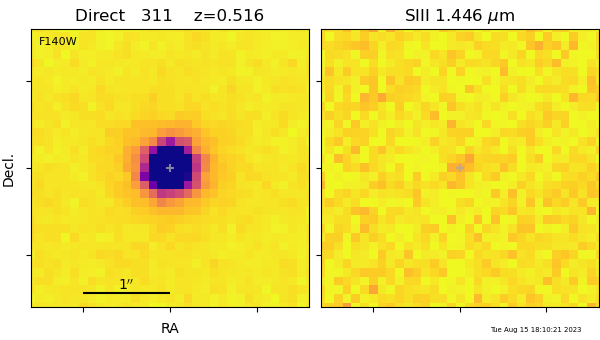 Direct 311 z=0.516
SIII 1.446 μm
F140W
Decl.
1″
RA
Tue Aug 15 18:10:21 2023